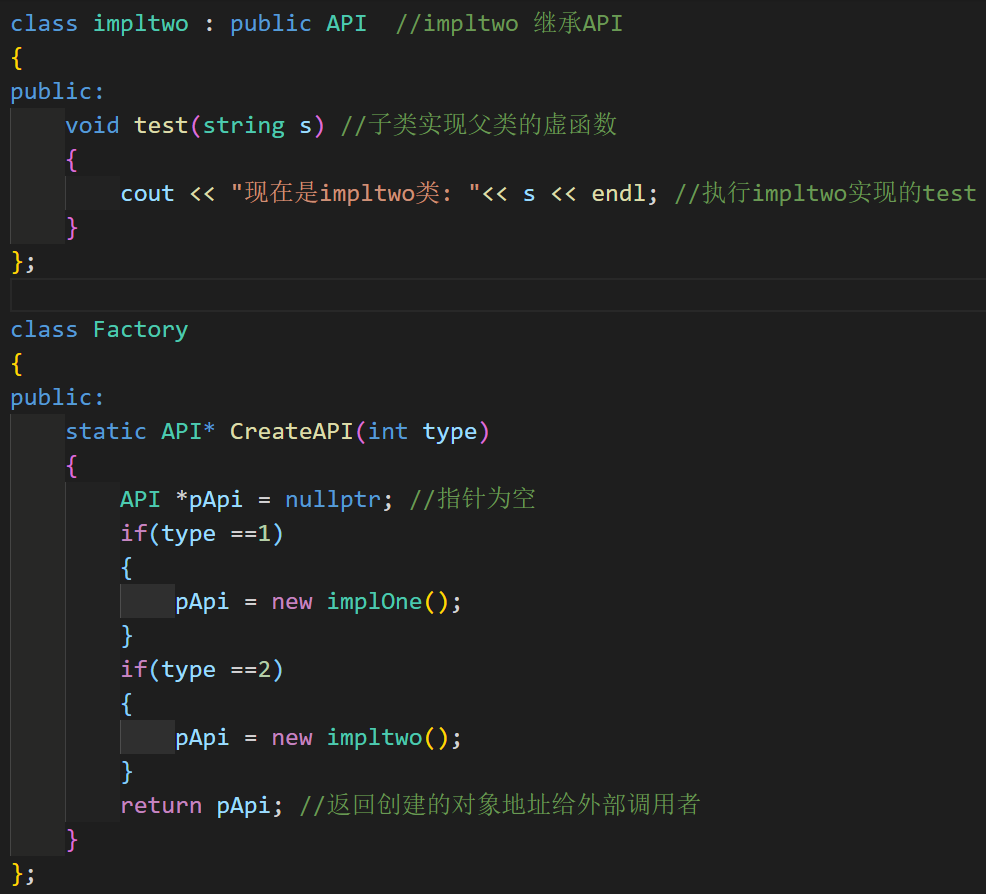 class impltwo : public API  //impltwo 继承API
{
public:
    void test(string s) //子类实现父类的虚函数
    {
        cout << "现在是impltwo类: "<< s << endl; //执行impltwo实现的test
    }
};

class Factory
{
public:
    static API* CreateAPI(int type)
    {
        API *pApi = nullptr; //指针为空
        if(type ==1)
        {
            pApi = new implOne();
        }
        if(type ==2)
        {
            pApi = new impltwo();
        }
        return pApi; //返回创建的对象地址给外部调用者
    }
};